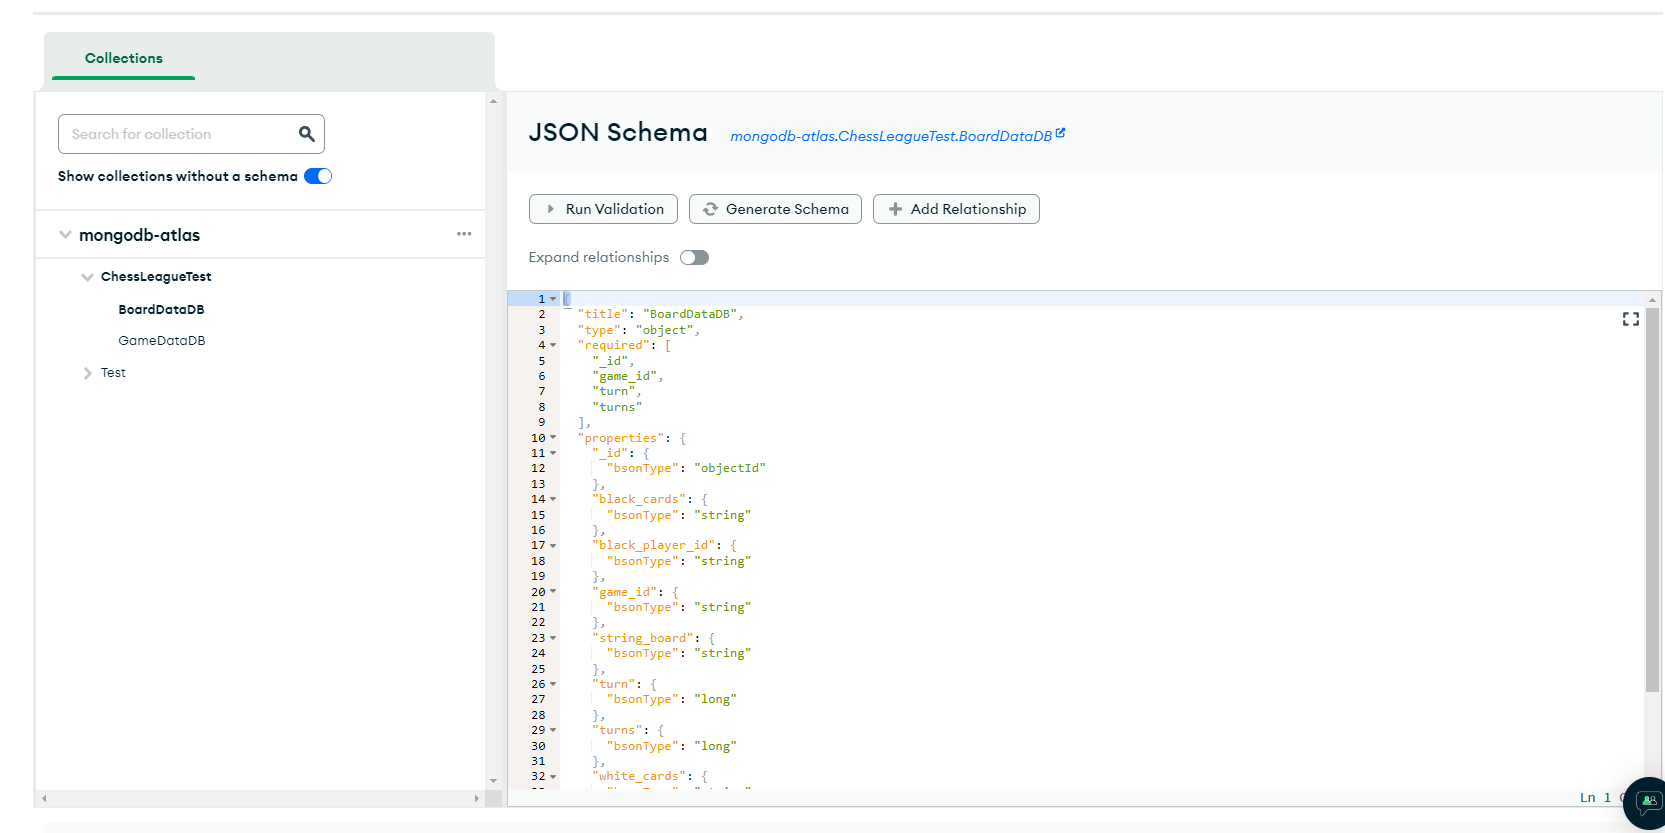 Collections
Search for collection
Show collections without a schema
mongodb-atlas
ChessLeagueTest
BoardDataDB
GameDataDB
Test
JSON Schema mongodb-atlas.ChessLeagueTest.BoardDataDB
Run Validation Generate Schema Add Relationship
Expand relationships
1 {
2 "title": "BoardDataDB",
3 "type": "object",
4 "required": [
5 "_id",
6 "game_id",
7 "turn",
8 "turns"
9 ],
10 "properties": {
11 "_id": {
12 "bsonType": "objectId"
13 },
14 "black_cards": {
15 "bsonType": "string"
16 },
17 "black_player_id": {
18 "bsonType": "string"
19 },
20 "game_id": {
21 "bsonType": "string"
22 },
23 "string_board": {
24 "bsonType": "string"
25 },
26 "turn": {
27 "bsonType": "long"
28 },
29 "turns": {
30 "bsonType": "long"
31 },
32 "white_cards": {
Ln 1